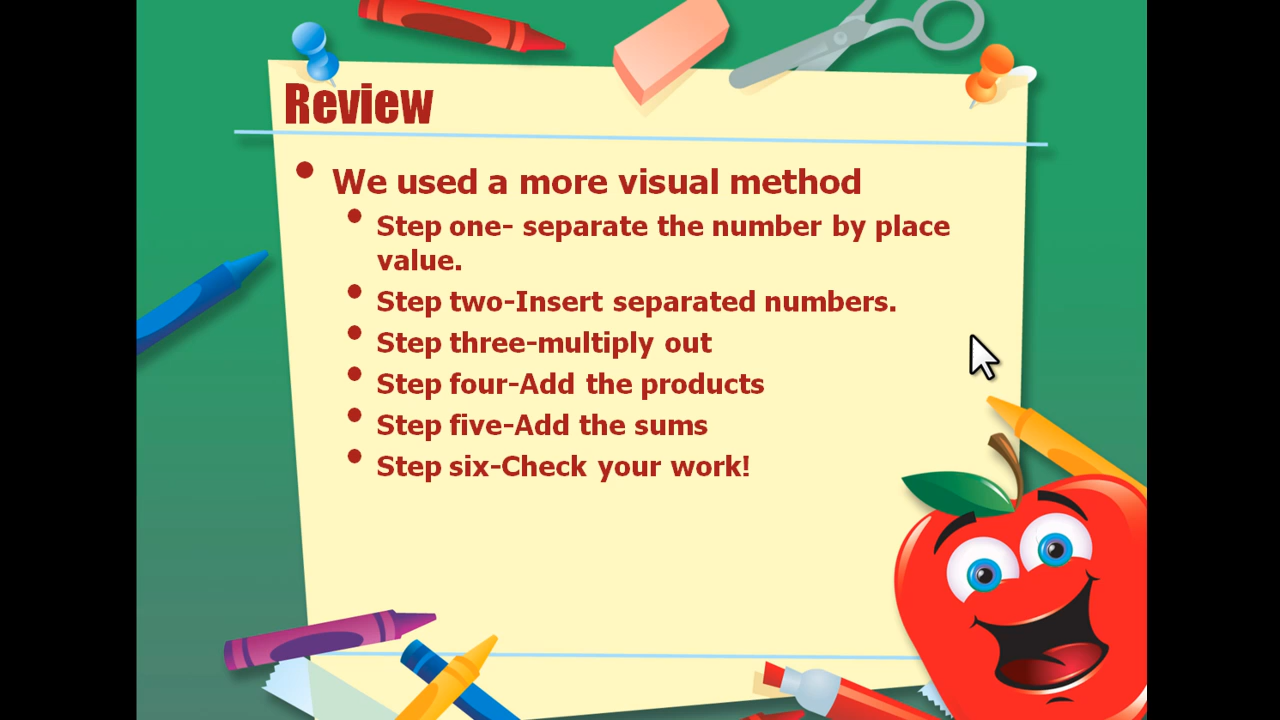 Review
We used a more visual method
Step one- separate the number by place
value.
Step two-Insert separated numbers.
Step three-multiply out
Step four-Add the products
Step five-Add the sums
Step six-Check your work!